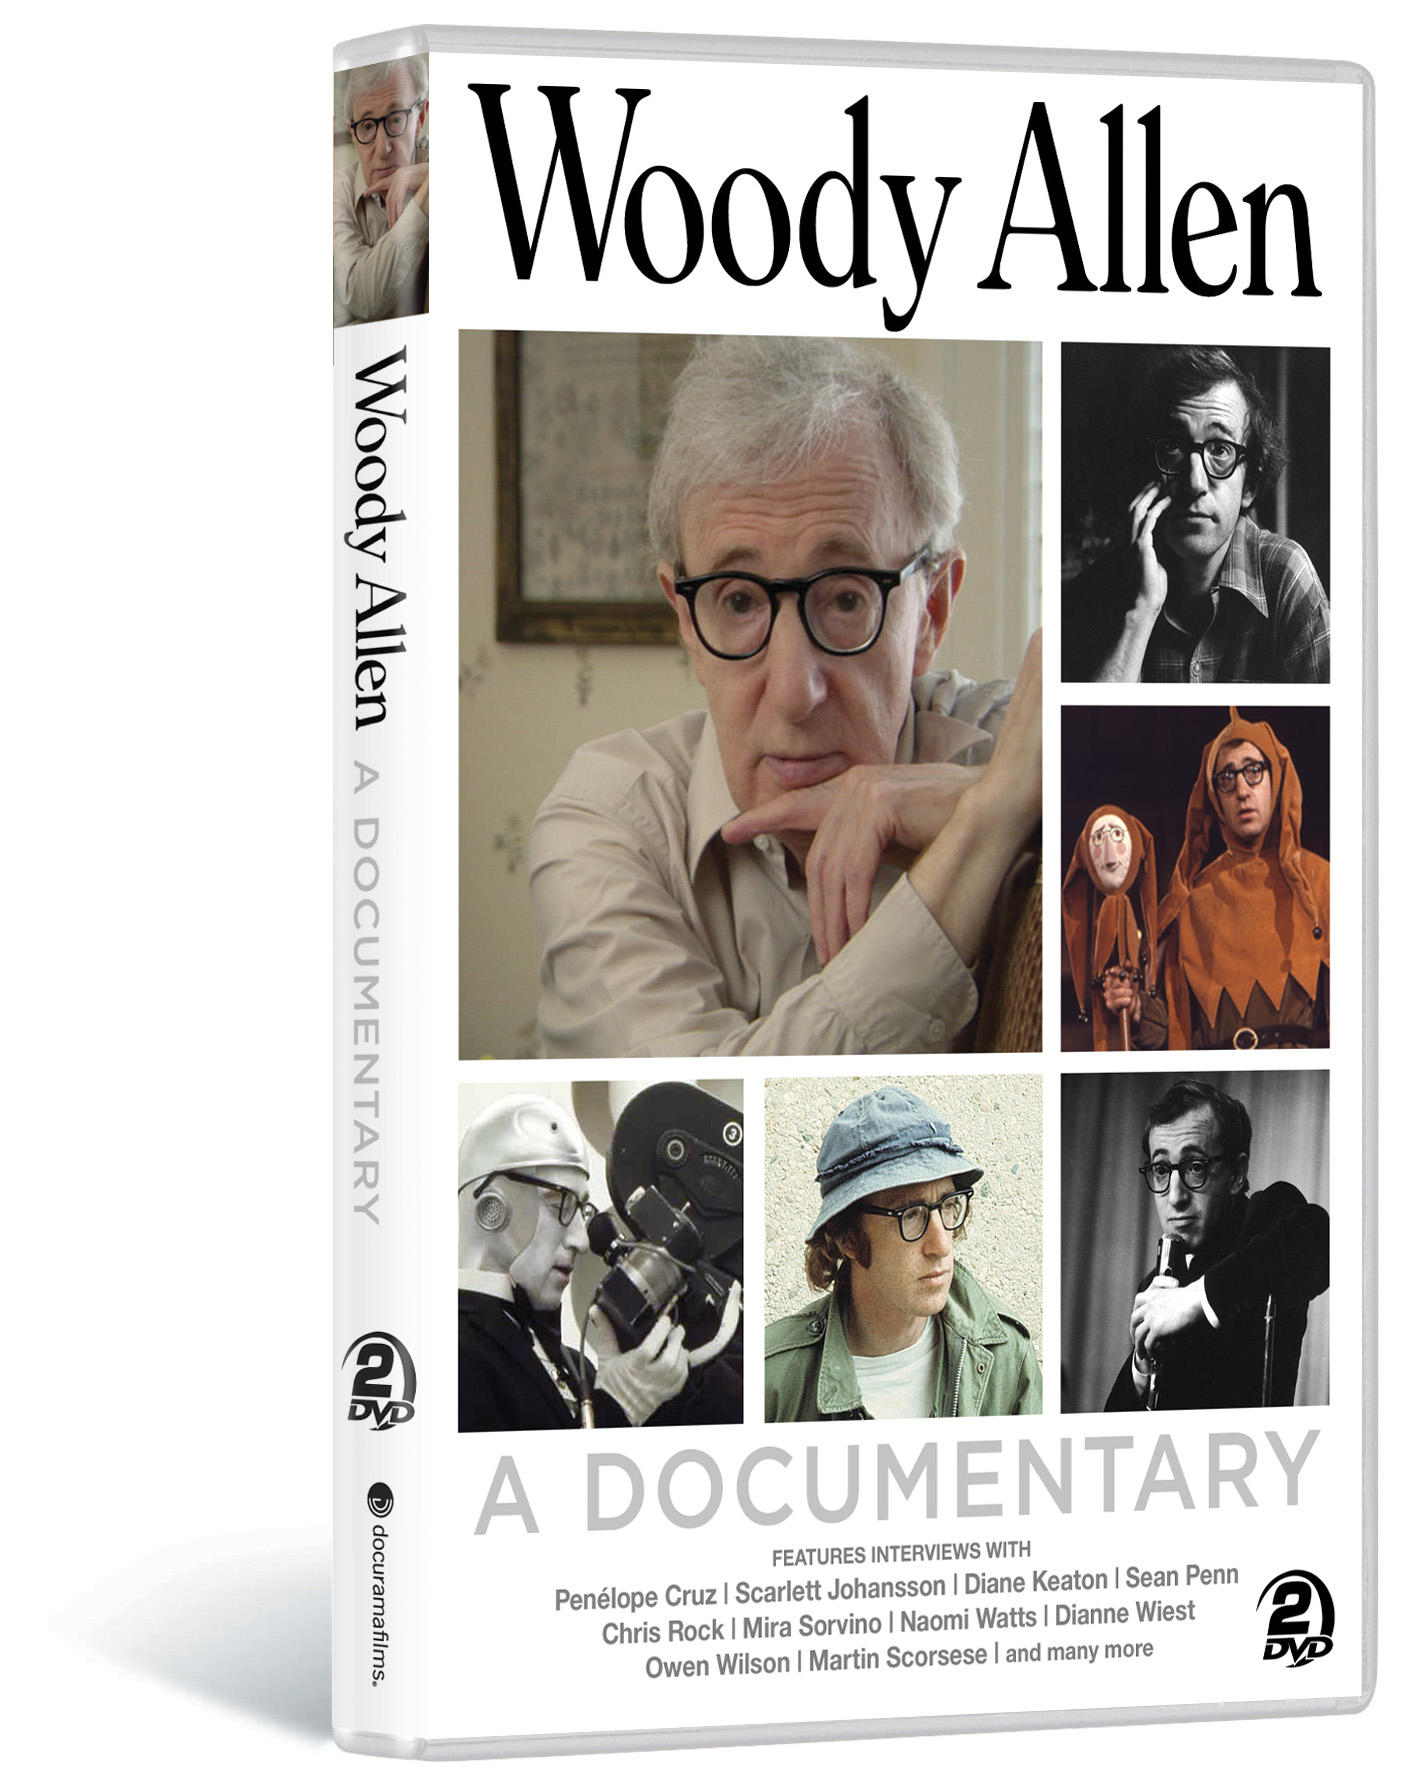 Woody Allen
A DOCUMENTARY
FEATURES INTERVIEWS WITH
Penélope Cruz | Scarlett Johansson | Diane Keaton | Sean Penn
Chris Rock | Mira Sorvino | Naomi Watts | Dianne Wiest
Owen Wilson | Martin Scorsese | and many more
2
DVD
Woody Allen A DOCUMENTARY
2
DVD
docuramafilms.
3